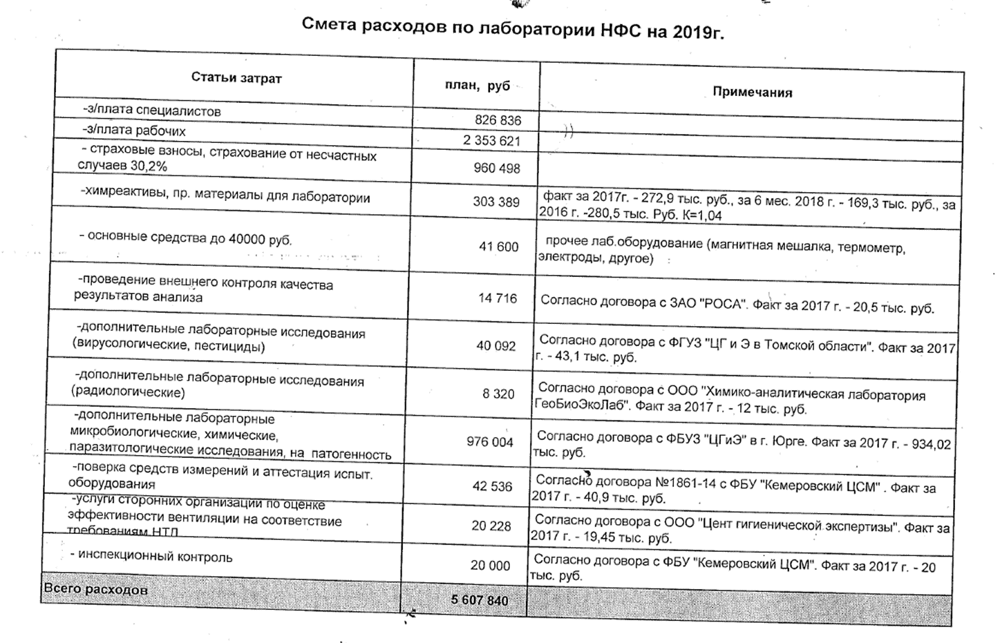 Смета расходов по лаборатории НФС на 2019г.
Статьи затрат
план, руб
Примечания
-з/плата специалистов
826 836
-з/плата рабочих
2 353 621
- страховые взносы, страхование от несчастных
случаев 30,2%
960 498
-химреактивы, пр. материалы для лаборатории
303 389
факт за 2017г. - 272,9 тыс. руб., за 6 мес. 2018 г. - 169,3 тыс. руб., за
2016 г. -280,5 тыс. Руб. К=1,04
- основные средства до 40000 руб.
41 600
прочее лаб.оборудование (магнитная мешалка, термометр,
электроды, другое)
-проведение внешнего контроля качества
результатов анализа
14 716
Согласно договора с ЗАО "РОСА". Факт за 2017 г. - 20,5 тыс. руб.
-дополнительные лабораторные исследования
(вирусологические, пестициды)
40 092
Согласно договора с ФГУЗ "ЦГ и Э в Томской области". Факт за 2017
г. - 43,1 тыс. руб.
-дополнительные лабораторные исследования
(радиологические)
8 320
Согласно договора с ООО "Химико-аналитическая лаборатория
ГеоБиоЭкоЛаб". Факт за 2017 г. - 12 тыс. руб.
-дополнительные лабораторные
микробиологические, химические,
паразитологические исследования, на патогенность
976 004
Согласно договора с ФБУЗ "ЦГиЭ" в г. Юрге. Факт за 2017 г. - 934,02
тыс. руб.
-поверка средств измерений и аттестация испыт.
оборудования
42 536
Согласно договора №1861-14 с ФБУ "Кемеровский ЦСМ" . Факт за
2017 г. - 40,9 тыс. руб.
-услуги сторонних организации по оценке
эффективности вентиляции на соответствие
требованиям НТД
20 228
Согласно договора с ООО "Цент гигиенической экспертизы". Факт за
2017 г. - 19,45 тыс. руб.
- инспекционный контроль
20 000
Согласно договора с ФБУ "Кемеровский ЦСМ". Факт за 2017 г. - 20
тыс. руб.
Всего расходов
5 607 840